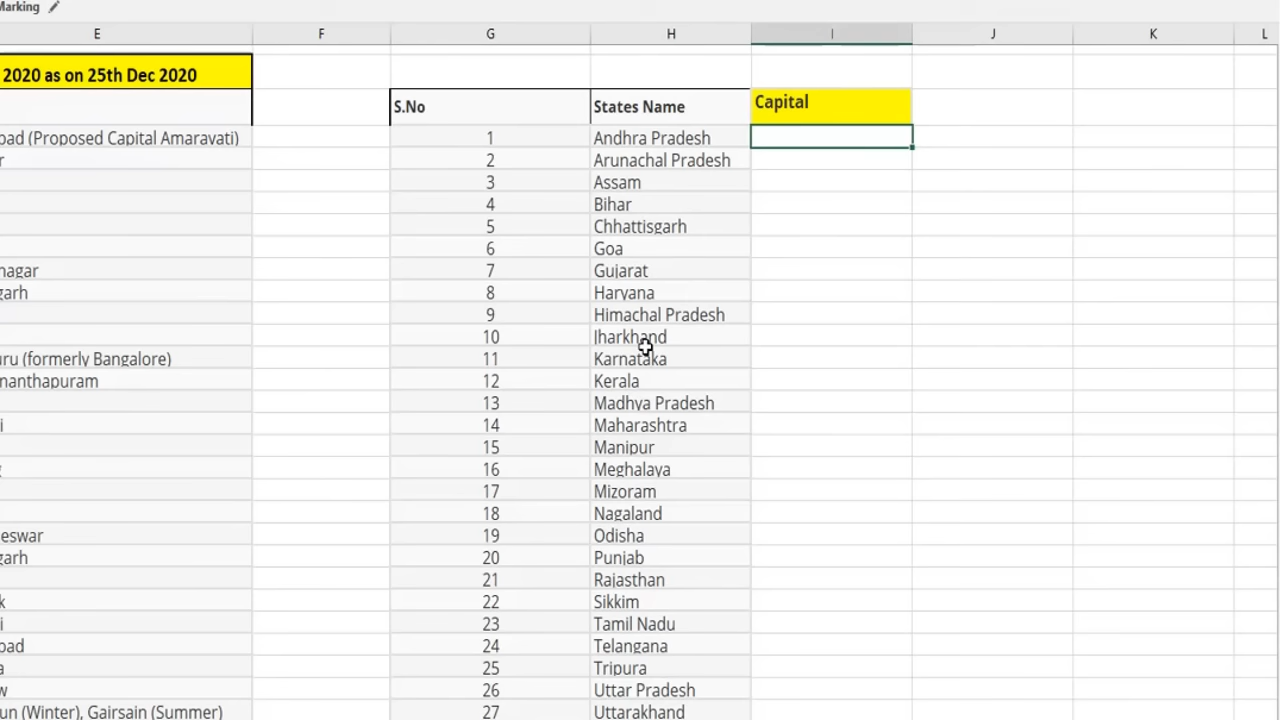 Marking
E F G H I J K L
2020 as on 25th Dec 2020
S.No States Name Capital
pad (Proposed Capital Amaravati) 1 Andhra Pradesh
r 2 Arunachal Pradesh
3 Assam
4 Bihar
5 Chhattisgarh
6 Goa
nagar 7 Gujarat
garh 8 Haryana
9 Himachal Pradesh
10 Jharkhand
uru (formerly Bangalore) 11 Karnataka
nanthapuram 12 Kerala
13 Madhya Pradesh
i 14 Maharashtra
15 Manipur
g 16 Meghalaya
17 Mizoram
18 Nagaland
eswar 19 Odisha
garh 20 Punjab
21 Rajasthan
k 22 Sikkim
i 23 Tamil Nadu
bad 24 Telangana
a 25 Tripura
w 26 Uttar Pradesh
un (Winter), Gairsain (Summer) 27 Uttarakhand